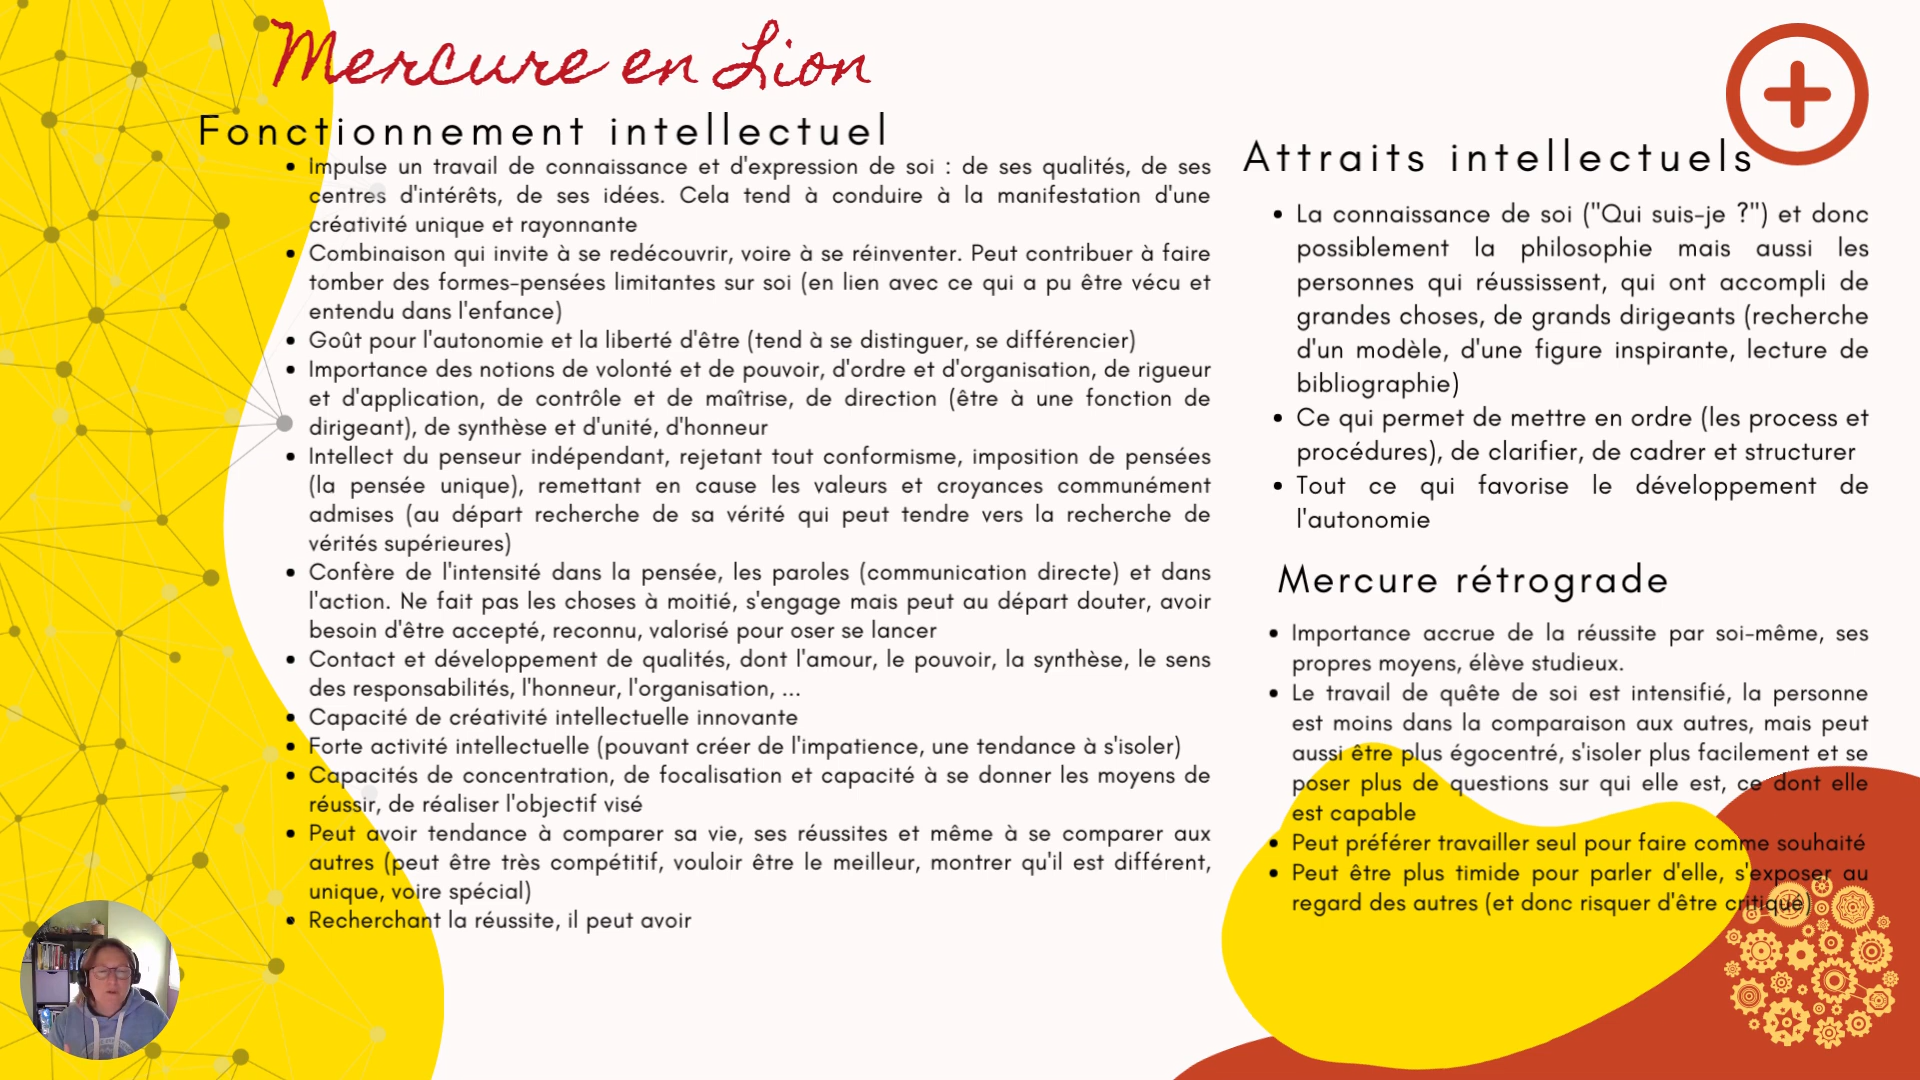 Mercure en Lion
Fonctionnement intellectuel
• Impulse un travail de connaissance et d'expression de soi : de ses qualités, de ses
centres d'intérêts, de ses idées. Cela tend à conduire à la manifestation d'une
créativité unique et rayonnante
• Combinaison qui invite à se redécouvrir, voire à se réinventer. Peut contribuer à faire
tomber des formes-pensées limitantes sur soi (en lien avec ce qui a pu être vécu et
entendu dans l'enfance)
• Goût pour l'autonomie et la liberté d'être (tend à se distinguer, se différencier)
• Importance des notions de volonté et de pouvoir, d'ordre et d'organisation, de rigueur
et d'application, de contrôle et de maîtrise, de direction (être à une fonction de
dirigeant), de synthèse et d'unité, d'honneur
• Intellect du penseur indépendant, rejetant tout conformisme, imposition de pensées
(la pensée unique), remettant en cause les valeurs et croyances communément
admises (au départ recherche de sa vérité qui peut tendre vers la recherche de
vérités supérieures)
• Confère de l'intensité dans la pensée, les paroles (communication directe) et dans
l'action. Ne fait pas les choses à moitié, s'engage mais peut au départ douter, avoir
besoin d'être accepté, reconnu, valorisé pour oser se lancer
• Contact et développement de qualités, dont l'amour, le pouvoir, la synthèse, le sens
des responsabilités, l'honneur, l'organisation, ...
• Capacité de créativité intellectuelle innovante
• Forte activité intellectuelle (pouvant créer de l'impatience, une tendance à s'isoler)
• Capacités de concentration, de focalisation et capacité à se donner les moyens de
réussir, de réaliser l'objectif visé
• Peut avoir tendance à comparer sa vie, ses réussites et même à se comparer aux
autres (peut être très compétitif, vouloir être le meilleur, montrer qu'il est différent,
unique, voire spécial)
• Recherchant la réussite, il peut avoir
Attraits intellectuels
• La connaissance de soi ("Qui suis-je ?") et donc
possiblement la philosophie mais aussi les
personnes qui réussissent, qui ont accompli de
grandes choses, de grands dirigeants (recherche
d'un modèle, d'une figure inspirante, lecture de
bibliographie)
• Ce qui permet de mettre en ordre (les process et
procédures), de clarifier, de cadrer et structurer
• Tout ce qui favorise le développement de
l'autonomie
Mercure rétrograde
• Importance accrue de la réussite par soi-même, ses
propres moyens, élève studieux.
• Le travail de quête de soi est intensifié, la personne
est moins dans la comparaison aux autres, mais peut
aussi être plus égocentré, s'isoler plus facilement et se
poser plus de questions sur qui elle est, ce dont elle
est capable
• Peut préférer travailler seul pour faire comme souhaité
• Peut être plus timide pour parler d'elle, s'exposer au
regard des autres (et donc risquer d'être critiqué)